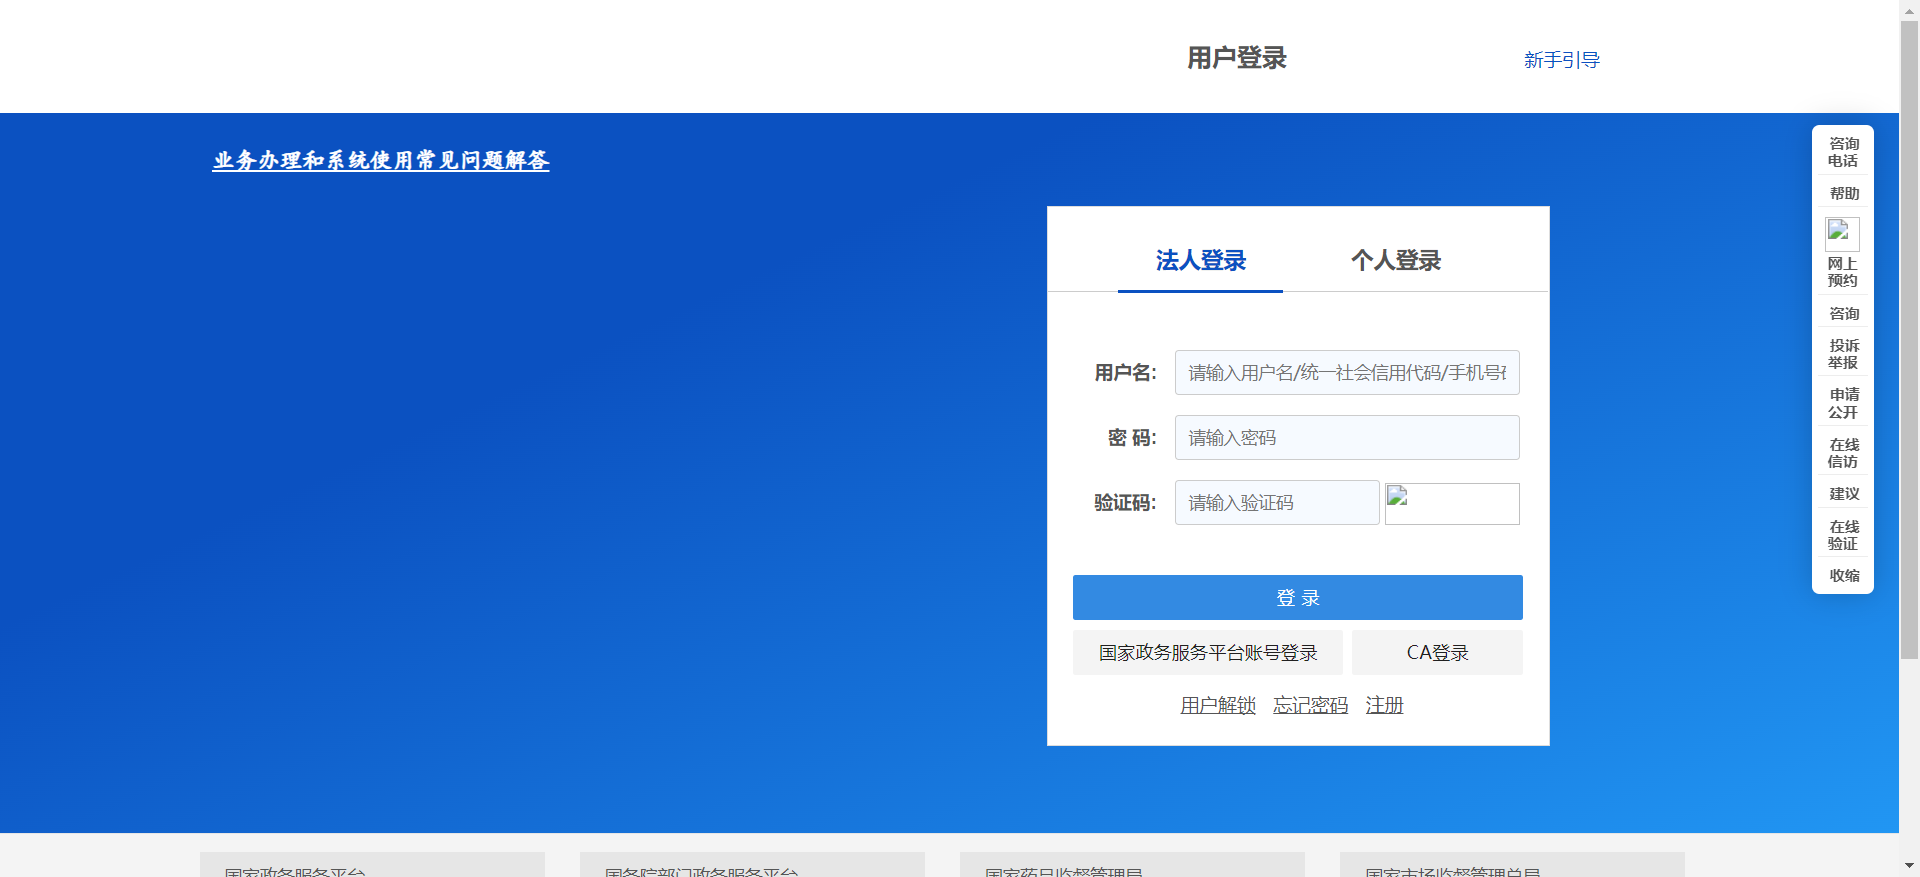 用户登录
新手引导
业务办理和系统使用常见问题解答
法人登录
个人登录
用户名:
请输入用户名/统一社会信用代码/手机号
密 码:
请输入密码
验证码:
请输入验证码
登 录
国家政务服务平台账号登录
CA登录
用户解锁
忘记密码
注册
咨询
电话
帮助
网上
预约
咨询
投诉
举报
申请
公开
在线
信访
建议
在线
验证
收缩
国家政务服务平台
国务院部门政务服务平台
国家药品监督管理局
国家市场监督管理总局